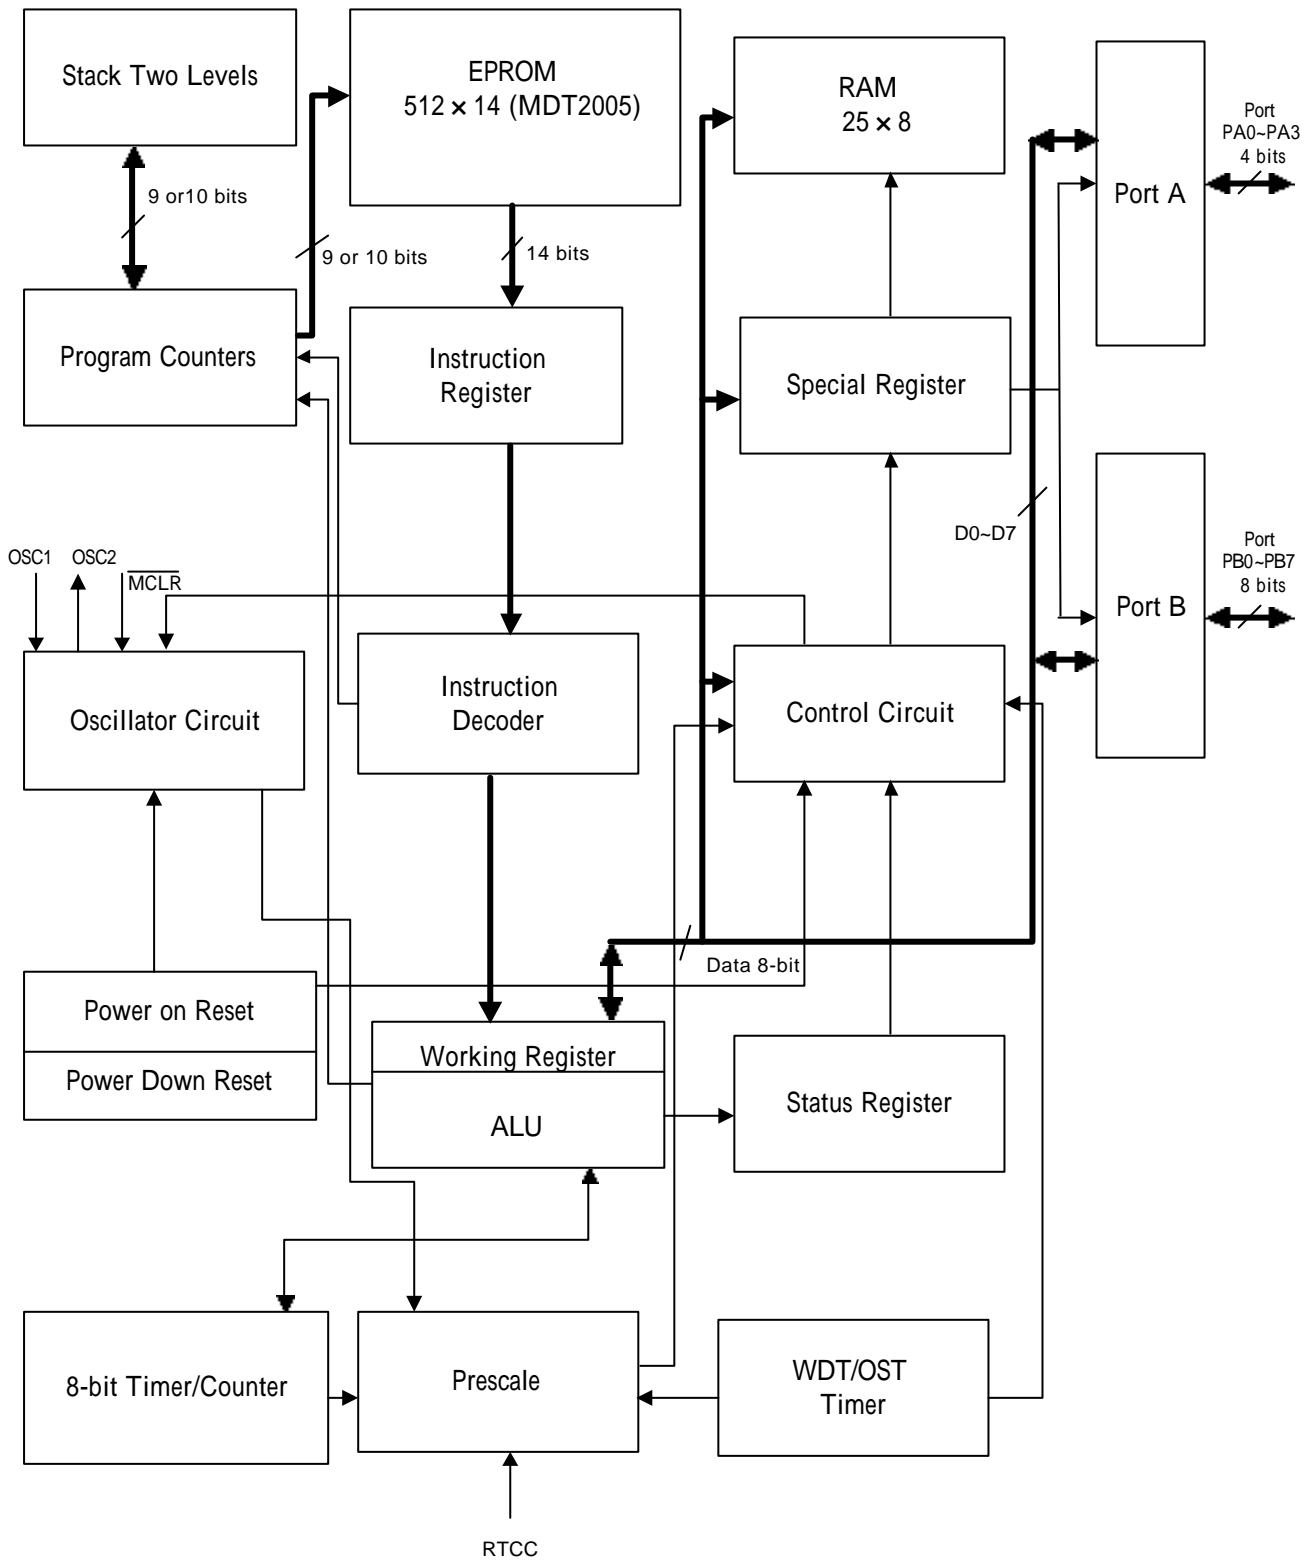 Stack Two Levels
EPROM
512 × 14 (MDT2005)
RAM
25 × 8
Port
PA0~PA3
4 bits
Port A
9 or10 bits
9 or 10 bits
14 bits
Program Counters
Instruction
Register
Special Register
D0~D7
OSC1
OSC2
MCLR
Port
PB0~PB7
8 bits
Port B
Oscillator Circuit
Instruction
Decoder
Control Circuit
Data 8-bit
Power on Reset
Power Down Reset
Working Register
ALU
Status Register
8-bit Timer/Counter
Prescale
WDT/OST
Timer
RTCC